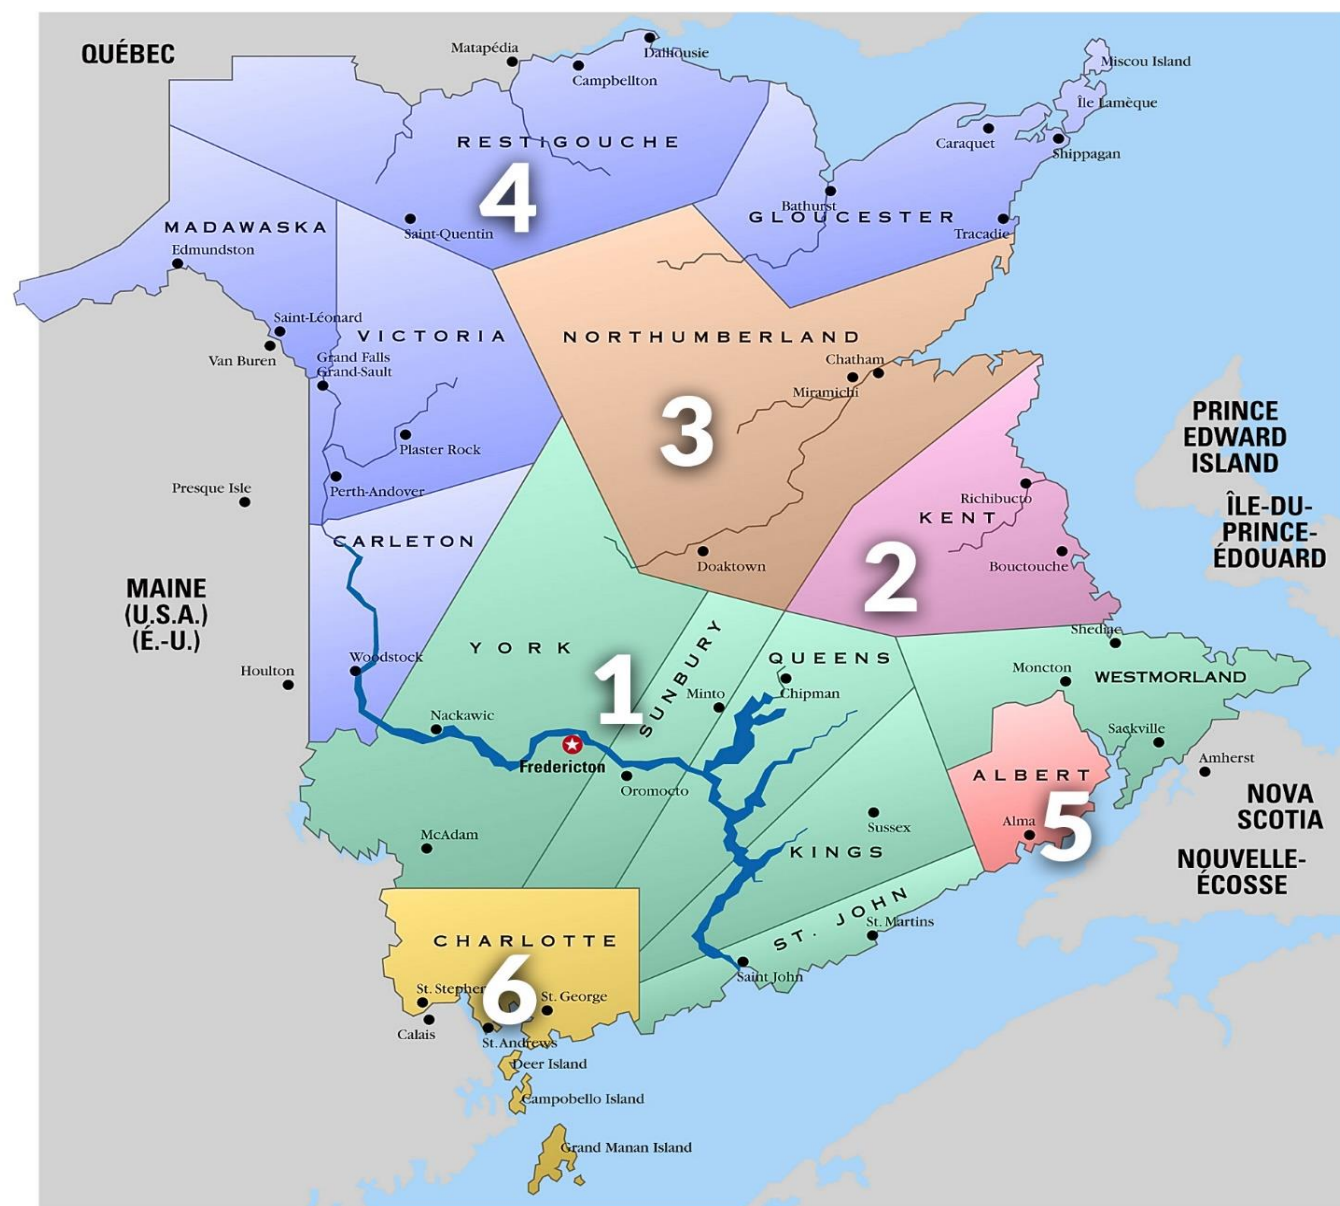 QUÉBEC
Matapédia
Dalhousie
Campbellton
Miscou Island
Île Lamèque
Caraquet
Shippagan
RESTIGOUCHE
4
Bathurst
GLOUCESTER
Tracadie
MADAWASKA
Saint-Quentin
Edmundston
Saint-Léonard
VICTORIA
Van Buren
Grand Falls
Grand-Sault
NORTHUMBERLAND
Chatham
Miramichi
3
Plaster Rock
Perth-Andover
Presque Isle
CARLETON
PRINCE
EDWARD
ISLAND
ÎLE-DU-
PRINCE-
ÉDOUARD
Richibucto
KENT
2
Bouctouche
Doaktown
MAINE
(U.S.A.)
(É.-U.)
Houlton
Woodstock
YORK
1
SUNBURY
QUEENS
Minto
Chipman
Shediac
Moncton
WESTMORLAND
Sackville
Amherst
Nackawic
Fredericton
Oromocto
ALBERT
5
Alma
NOVA
SCOTIA
NOUVELLE-
ÉCOSSE
McAdam
Sussex
KINGS
ST. JOHN
St. Martins
Saint John
CHARLOTTE
6
St. Stephen
St. George
Calais
St. Andrews
Deer Island
Campobello Island
Grand Manan Island